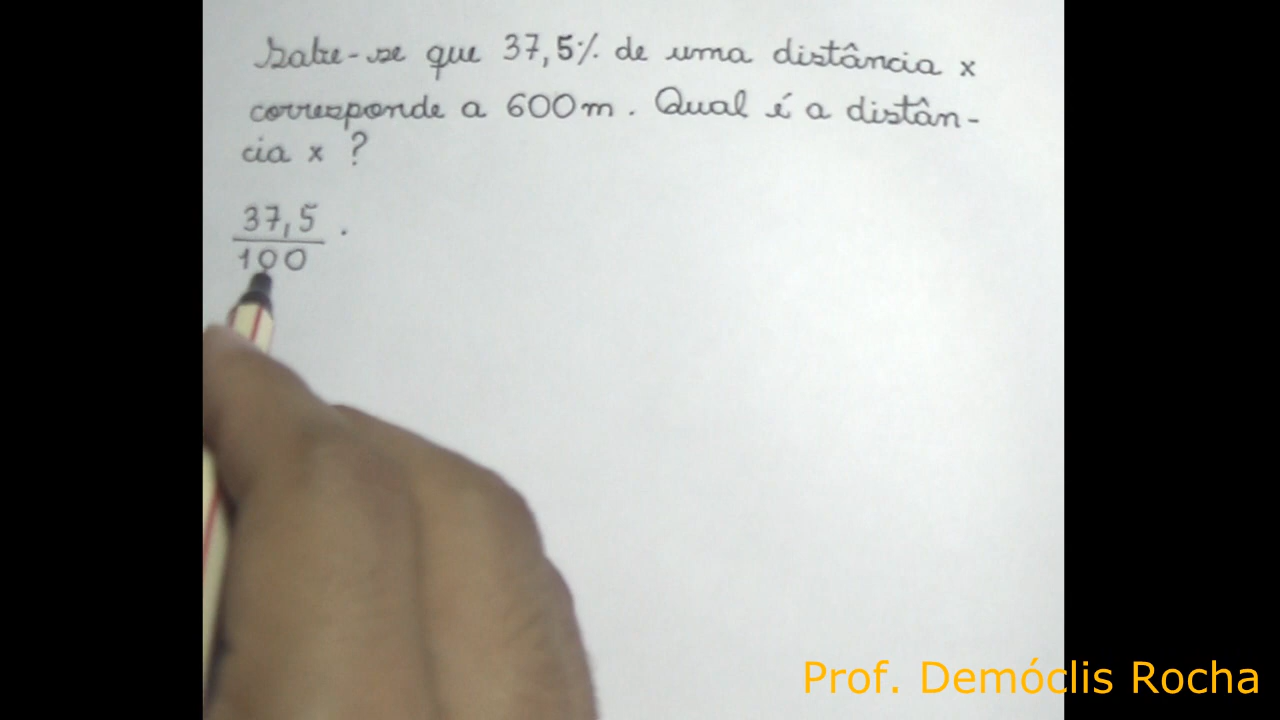 Sabe-se que 37,5% de uma distância x
corresponde a 600m. Qual é a distân-
cia x ?
37,5 .
100
Prof. Demóclis Rocha